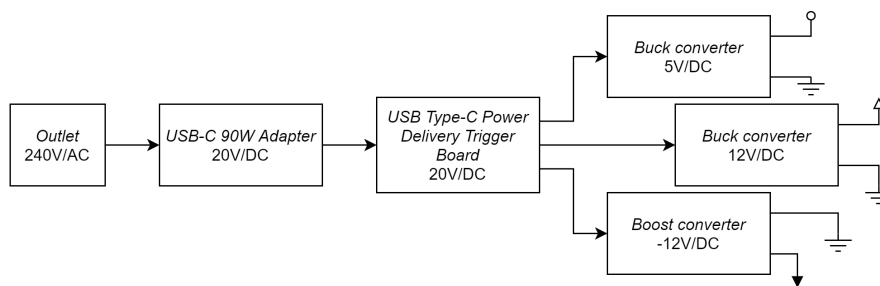 Outlet
240V/AC
USB-C 90W Adapter
20V/DC
USB Type-C Power
Delivery Trigger
Board
20V/DC
Buck converter
5V/DC
Buck converter
12V/DC
Boost converter
-12V/DC